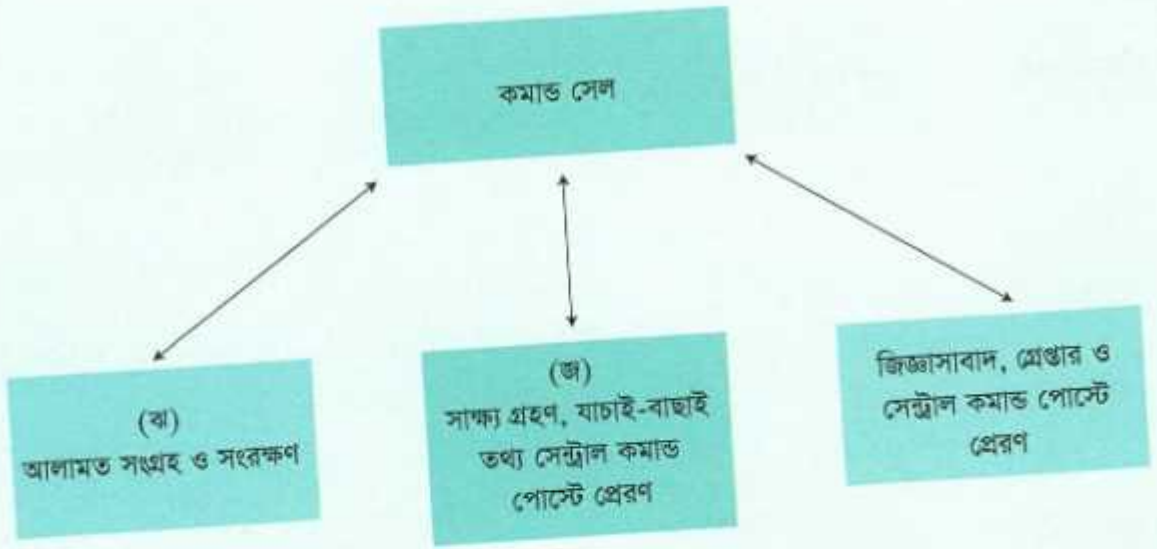 কমান্ড সেল
(ঝ)
আলামত সংগ্রহ ও সংরক্ষণ
(জ)
সাক্ষ্য গ্রহণ, যাচাই-বাছাই
তথ্য সেন্ট্রাল কমান্ড
পোস্টে প্রেরণ
জিজ্ঞাসাবাদ, গ্রেপ্তার ও
সেন্ট্রাল কমান্ড পোস্টে
প্রেরণ